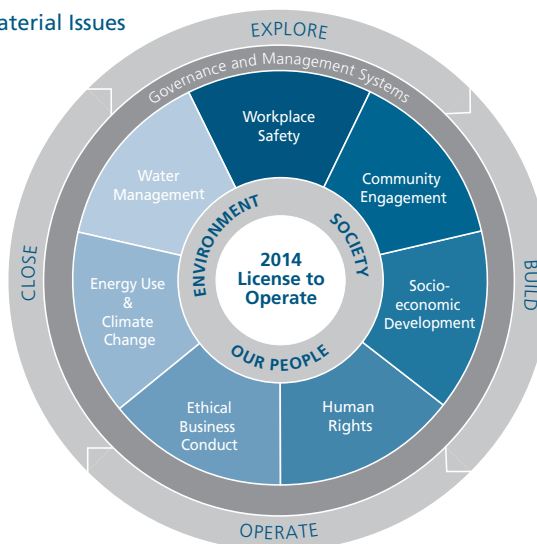 Material Issues
EXPLORE
Governance and Management Systems
Workplace
Safety
Community
Engagement
Socio-
economic
Development
Human
Rights
Ethical
Business
Conduct
Energy Use
&
Climate
Change
Water
Management
ENVIRONMENT
SOCIETY
OUR PEOPLE
2014
License to
Operate
BUILD
OPERATE
CLOSE